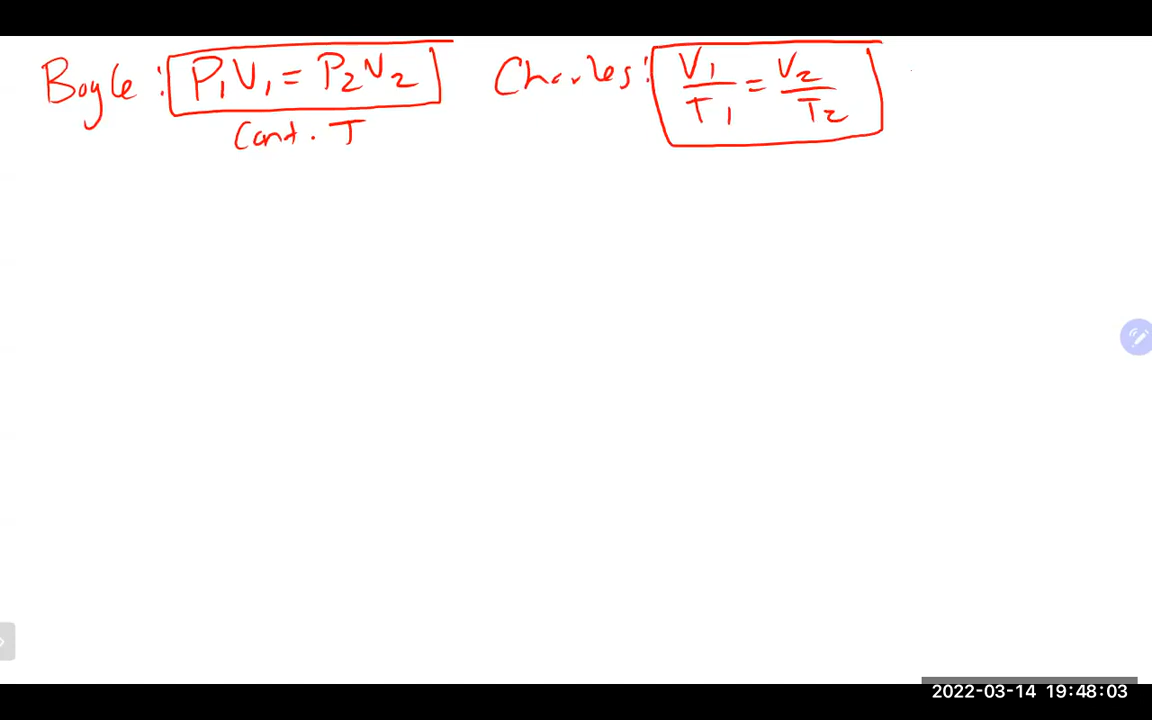 Boyle: P₁V₁ = P₂V₂ Charles: V₁/T₁ = V₂/T₂
Cont. T
2022-03-14 19:48:03